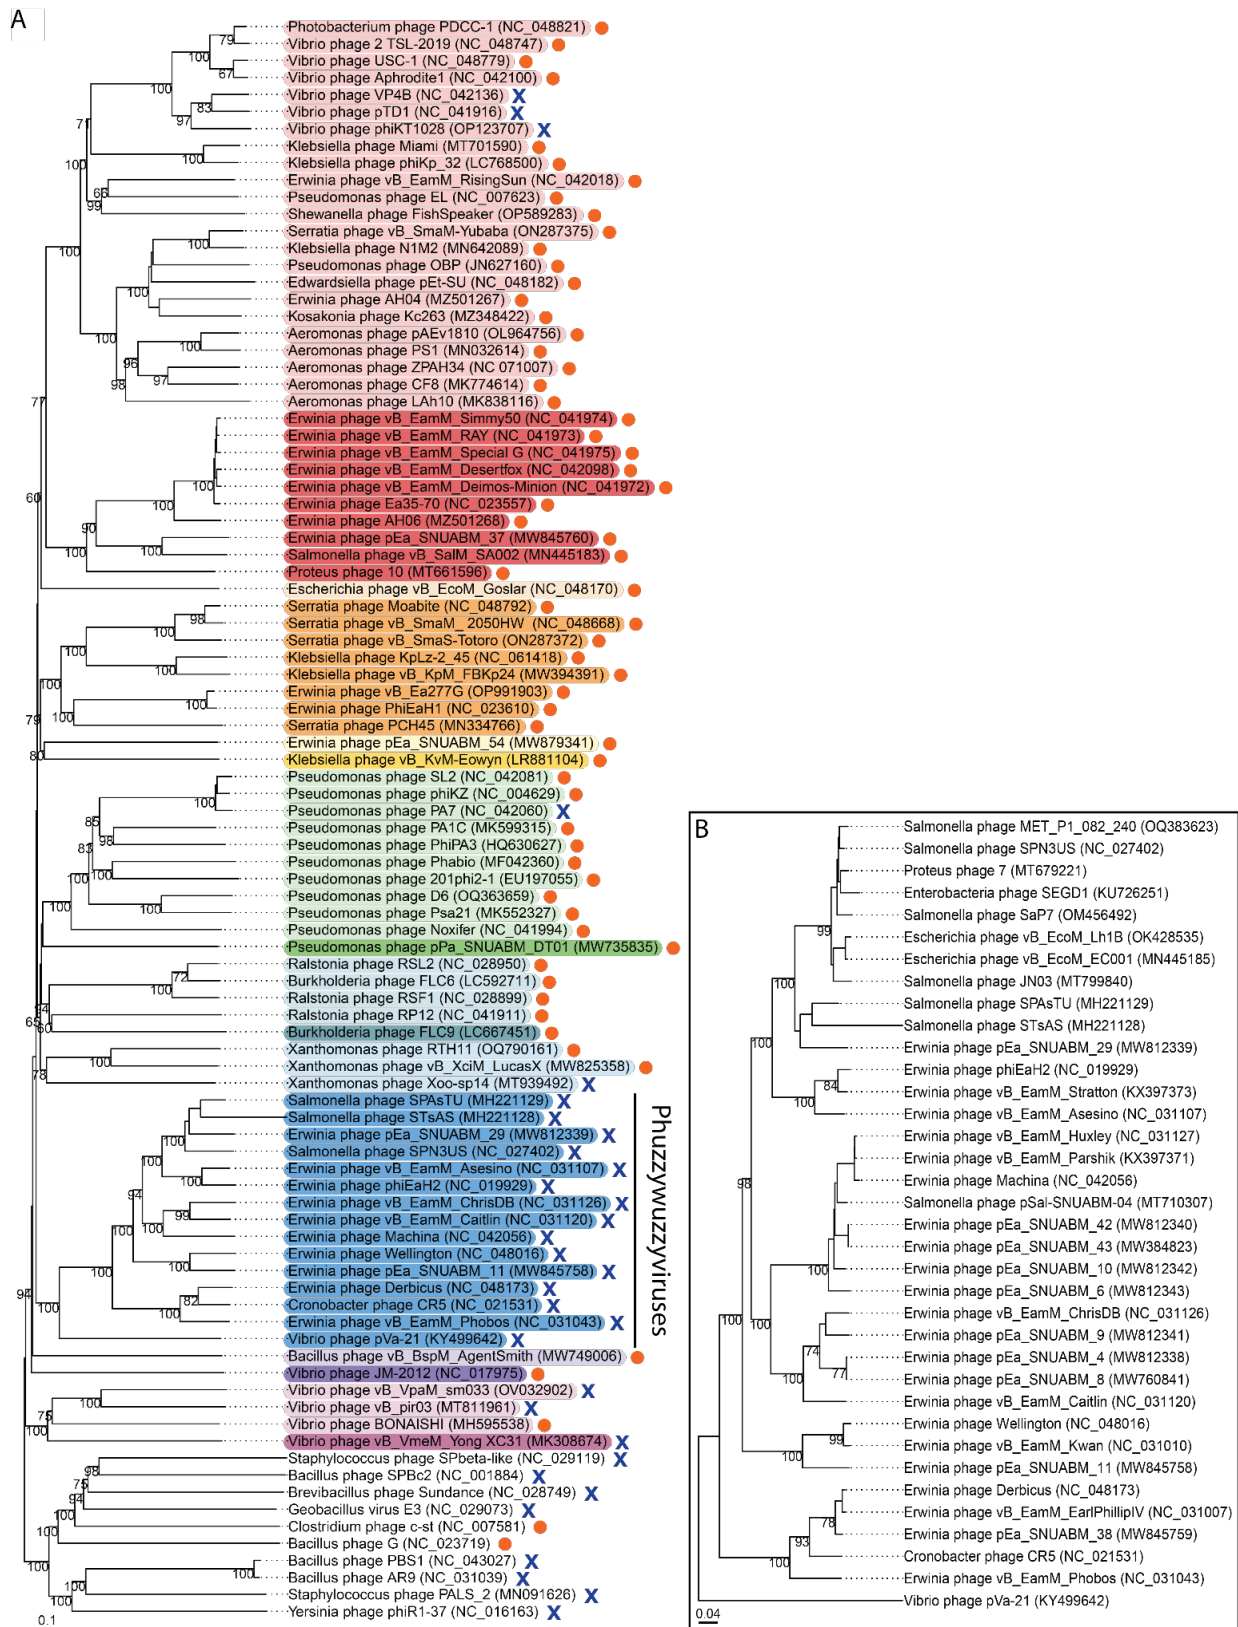 A
Photobacterium phage PDCC-1 (NC_048821)
Vibrio phage 2 TSL-2019 (NC_048747)
Vibrio phage USC-1 (NC_048779)
Vibrio phage Aphrodite1 (NC_042100)
Vibrio phage VP4B (NC_042136) X
Vibrio phage pTD1 (NC_041916) X
Vibrio phage phiKT1028 (OP123707) X
Klebsiella phage Miami (MT701590)
Klebsiella phage phiKp_32 (LC768500)
Erwinia phage vB_EamM_RisingSun (NC_042018)
Pseudomonas phage EL (NC_007623)
Shewanella phage FishSpeaker (OP589283)
Serratia phage vB_SmaM-Yubaba (ON287375)
Klebsiella phage N1M2 (MN642089)
Pseudomonas phage OBP (JN627160)
Edwardsiella phage pEt-SU (NC_048182)
Erwinia phage AH04 (MZ501267)
Kosakonia phage Kc263 (MZ348422)
Aeromonas phage pAEv1810 (OL964756)
Aeromonas phage PS1 (MN032614)
Aeromonas phage ZPAH34 (NC 071007)
Aeromonas phage CF8 (MK774614)
Aeromonas phage LAh10 (MK838116)
Erwinia phage vB_EamM_Simmy50 (NC_041974)
Erwinia phage vB_EamM_RAY (NC_041973)
Erwinia phage vB_EamM_Special G (NC_041975)
Erwinia phage vB_EamM_Desertfox (NC_042098)
Erwinia phage vB_EamM_Deimos-Minion (NC_041972)
Erwinia phage Ea35-70 (NC_023557)
Erwinia phage AH06 (MZ501268)
Erwinia phage pEa_SNUABM_37 (MW845760)
Salmonella phage vB_SalM_SA002 (MN445183)
Proteus phage 10 (MT661596)
Escherichia phage vB_EcoM_Goslar (NC_048170)
Serratia phage Moabite (NC_048792)
Serratia phage vB_SmaM_ 2050HW (NC_048668)
Serratia phage vB_SmaS-Totoro (ON287372)
Klebsiella phage KpLz-2_45 (NC_061418)
Klebsiella phage vB_KpM_FBKp24 (MW394391)
Erwinia phage vB_Ea277G (OP991903)
Erwinia phage PhiEaH1 (NC_023610)
Serratia phage PCH45 (MN334766)
Erwinia phage pEa_SNUABM_54 (MW879341)
Klebsiella phage vB_KvM-Eowyn (LR881104)
Pseudomonas phage SL2 (NC_042081)
Pseudomonas phage phiKZ (NC_004629)
Pseudomonas phage PA7 (NC_042060) X
Pseudomonas phage PA1C (MK599315)
Pseudomonas phage PhiPA3 (HQ630627)
Pseudomonas phage Phabio (MF042360)
Pseudomonas phage 201phi2-1 (EU197055)
Pseudomonas phage D6 (OQ363659)
Pseudomonas phage Psa21 (MK552327)
Pseudomonas phage Noxifer (NC_041994)
Pseudomonas phage pPa_SNUABM_DT01 (MW735835)
Ralstonia phage RSL2 (NC_028950)
Burkholderia phage FLC6 (LC592711)
Ralstonia phage RSF1 (NC_028899)
Ralstonia phage RP12 (NC_041911)
Burkholderia phage FLC9 (LC667451)
Xanthomonas phage RTH11 (OQ790161)
Xanthomonas phage vB_XciM_LucasX (MW825358)
Xanthomonas phage Xoo-sp14 (MT939492) X
Salmonella phage SPAsTU (MH221129) X
Salmonella phage STsAS (MH221128) X
Erwinia phage pEa_SNUABM_29 (MW812339) X
Salmonella phage SPN3US (NC_027402) X
Erwinia phage vB_EamM_Asesino (NC_031107) X
Erwinia phage phiEaH2 (NC_019929) X
Erwinia phage vB_EamM_ChrisDB (NC_031126) X
Erwinia phage vB_EamM_Caitlin (NC_031120) X
Erwinia phage Machina (NC_042056) X
Erwinia phage Wellington (NC_048016) X
Erwinia phage pEa_SNUABM_11 (MW845758) X
Erwinia phage Derbicus (NC_048173) X
Cronobacter phage CR5 (NC_021531) X
Erwinia phage vB_EamM_Phobos (NC_031043) X
Vibrio phage pVa-21 (KY499642) X
Phuzzywuzzyviruses
Bacillus phage vB_BspM_AgentSmith (MW749006)
Vibrio phage JM-2012 (NC_017975)
Vibrio phage vB_VpaM_sm033 (OV032902) X
Vibrio phage vB_pir03 (MT811961) X
Vibrio phage BONAISHI (MH595538)
Vibrio phage vB_VmeM_Yong XC31 (MK308674) X
Staphylococcus phage SPbeta-like (NC_029119) X
Bacillus phage SPBc2 (NC_001884) X
Brevibacillus phage Sundance (NC_028749) X
Geobacillus virus E3 (NC_029073) X
Clostridium phage c-st (NC_007581)
Bacillus phage G (NC_023719)
Bacillus phage PBS1 (NC_043027) X
Bacillus phage AR9 (NC_031039) X
Staphylococcus phage PALS_2 (MN091626) X
Yersinia phage phiR1-37 (NC_016163) X
79
100
67
100
83
97
71
100
100
66
99
100
100
100
100
96
97
98
77
100
100
90
100
100
60
98
100
100
100
100
79
80
100
85
98
83
100
100
100
72
100
94
65
60
100
78
100
100
100
94
99
100
100
100
82
100
94
100
100
75
98
75
94
100
100
100
100
100
0.1
B
Salmonella phage MET_P1_082_240 (OQ383623)
Salmonella phage SPN3US (NC_027402)
Proteus phage 7 (MT679221)
Enterobacteria phage SEGD1 (KU726251)
Salmonella phage SaP7 (OM456492)
Escherichia phage vB_EcoM_Lh1B (OK428535)
Escherichia phage vB_EcoM_EC001 (MN445185)
Salmonella phage JN03 (MT799840)
Salmonella phage SPAsTU (MH221129)
Salmonella phage STsAS (MH221128)
Erwinia phage pEa_SNUABM_29 (MW812339)
Erwinia phage phiEaH2 (NC_019929)
Erwinia phage vB_EamM_Stratton (KX397373)
Erwinia phage vB_EamM_Asesino (NC_031107)
Erwinia phage vB_EamM_Huxley (NC_031127)
Erwinia phage vB_EamM_Parshik (KX397371)
Erwinia phage Machina (NC_042056)
Salmonella phage pSal-SNUABM-04 (MT710307)
Erwinia phage pEa_SNUABM_42 (MW812340)
Erwinia phage pEa_SNUABM_43 (MW384823)
Erwinia phage pEa_SNUABM_10 (MW812342)
Erwinia phage pEa_SNUABM_6 (MW812343)
Erwinia phage vB_EamM_ChrisDB (NC_031126)
Erwinia phage pEa_SNUABM_9 (MW812341)
Erwinia phage pEa_SNUABM_4 (MW812338)
Erwinia phage pEa_SNUABM_8 (MW760841)
Erwinia phage vB_EamM_Caitlin (NC_031120)
Erwinia phage Wellington (NC_048016)
Erwinia phage vB_EamM_Kwan (NC_031010)
Erwinia phage pEa_SNUABM_11 (MW845758)
Erwinia phage Derbicus (NC_048173)
Erwinia phage vB_EamM_EarlPhillipIV (NC_031007)
Erwinia phage pEa_SNUABM_38 (MW845759)
Cronobacter phage CR5 (NC_021531)
Erwinia phage vB_EamM_Phobos (NC_031043)
Vibrio phage pVa-21 (KY499642)
99
100
100
84
100
98
100
100
74
77
100
99
100
78
93
100
0.04